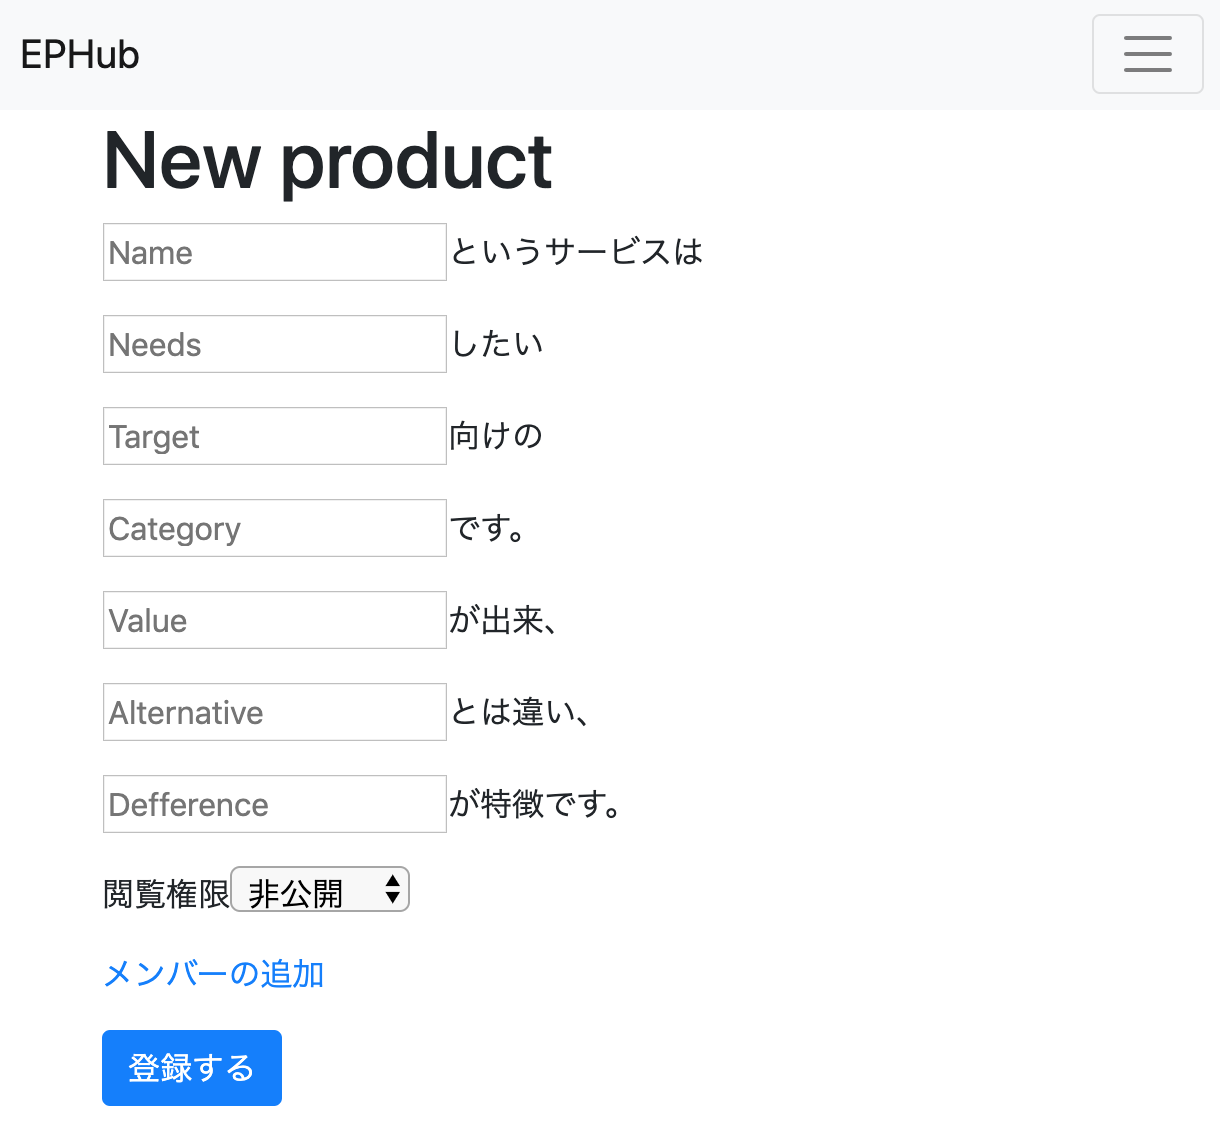 EPHub
New product
Name というサービスは
Needs したい
Target 向けの
Category です。
Value が出来、
Alternative とは違い、
Defference が特徴です。
閲覧権限 非公開
メンバーの追加
登録する